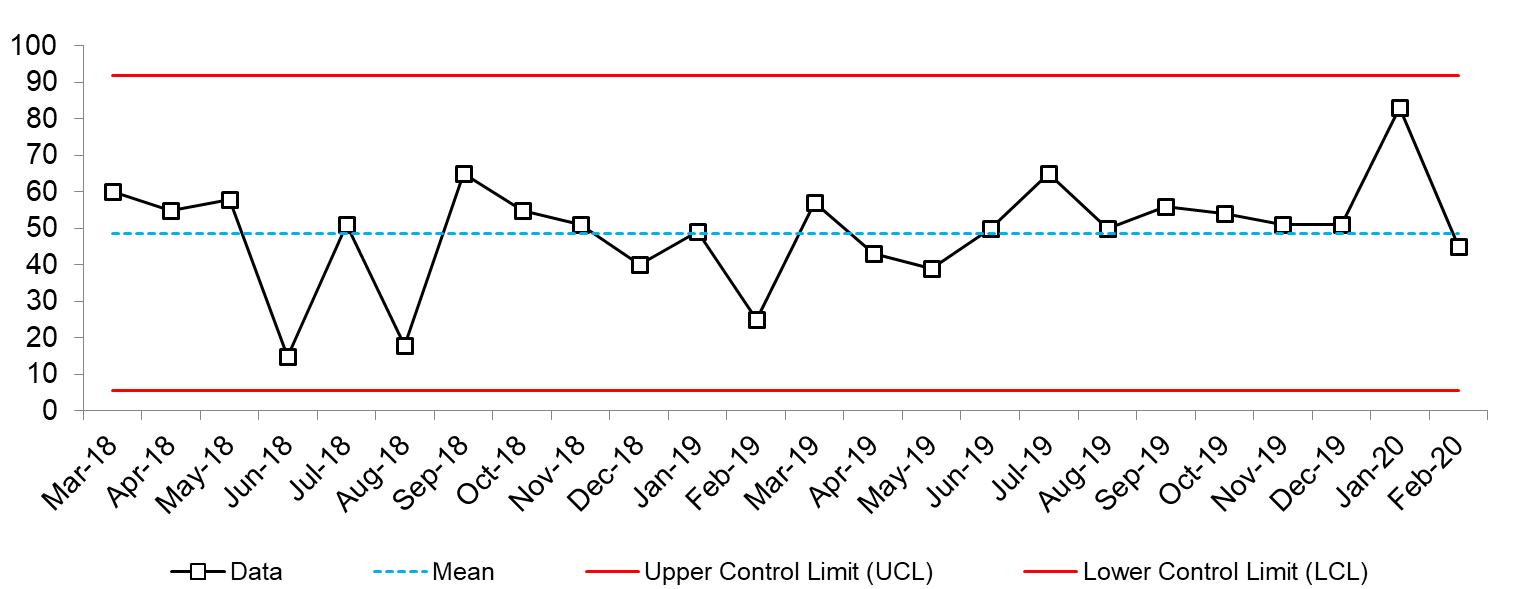 100
90
80
70
60
50
40
30
20
10
0
Mar-18
Apr-18
May-18
Jun-18
Jul-18
Aug-18
Sep-18
Oct-18
Nov-18
Dec-18
Jan-19
Feb-19
Mar-19
Apr-19
May-19
Jun-19
Jul-19
Aug-19
Sep-19
Oct-19
Nov-19
Dec-19
Jan-20
Feb-20
Data Mean Upper Control Limit (UCL) Lower Control Limit (LCL)